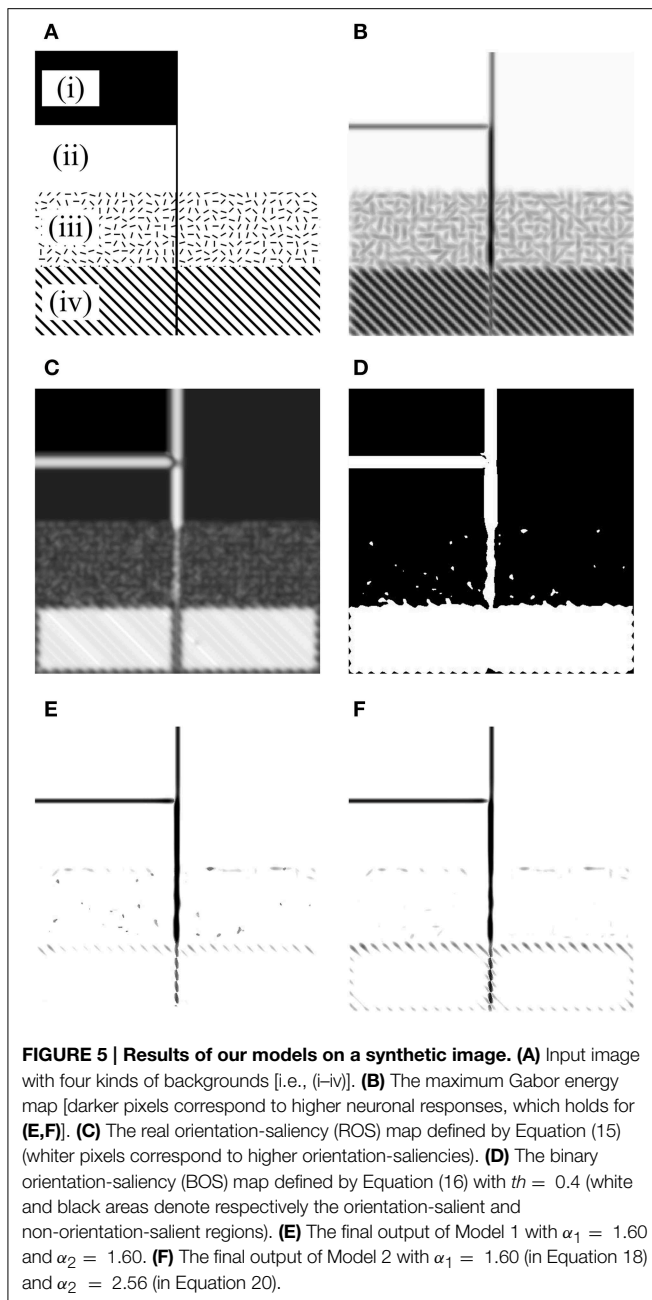 A
B
(i)
(ii)
(iii)
(iv)
C
D
E
F
FIGURE 5 | Results of our models on a synthetic image. (A) Input image
with four kinds of backgrounds [i.e., (i–iv)]. (B) The maximum Gabor energy
map [darker pixels correspond to higher neuronal responses, which holds for
(E,F)]. (C) The real orientation-saliency (ROS) map defined by Equation (15)
(whiter pixels correspond to higher orientation-saliencies). (D) The binary
orientation-saliency (BOS) map defined by Equation (16) with th = 0.4 (white
and black areas denote respectively the orientation-salient and
non-orientation-salient regions). (E) The final output of Model 1 with α₁ = 1.60
and α₂ = 1.60. (F) The final output of Model 2 with α₁ = 1.60 (in Equation 18)
and α₂ = 2.56 (in Equation 20).